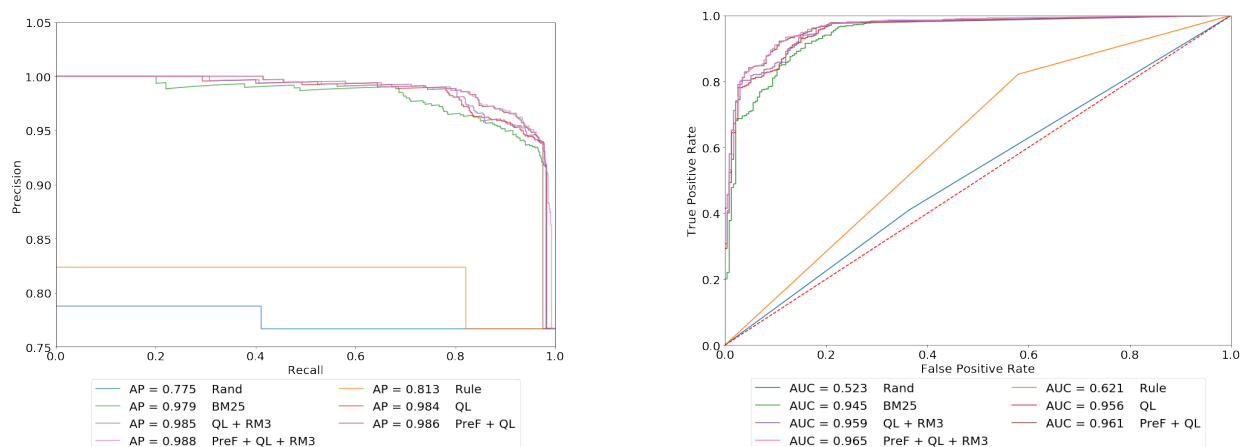 1.05
1.00
0.95
0.90
0.85
0.80
0.75
Precision
0.0 0.2 0.4 0.6 0.8 1.0
Recall
AP = 0.775 Rand AP = 0.813 Rule
AP = 0.979 BM25 AP = 0.984 QL
AP = 0.985 QL + RM3 AP = 0.986 PreF + QL
AP = 0.988 PreF + QL + RM3
1.0
0.8
0.6
0.4
0.2
0.0
True Positive Rate
0.0 0.2 0.4 0.6 0.8 1.0
False Positive Rate
AUC = 0.523 Rand AUC = 0.621 Rule
AUC = 0.945 BM25 AUC = 0.956 QL
AUC = 0.959 QL + RM3 AUC = 0.961 PreF + QL
AUC = 0.965 PreF + QL + RM3